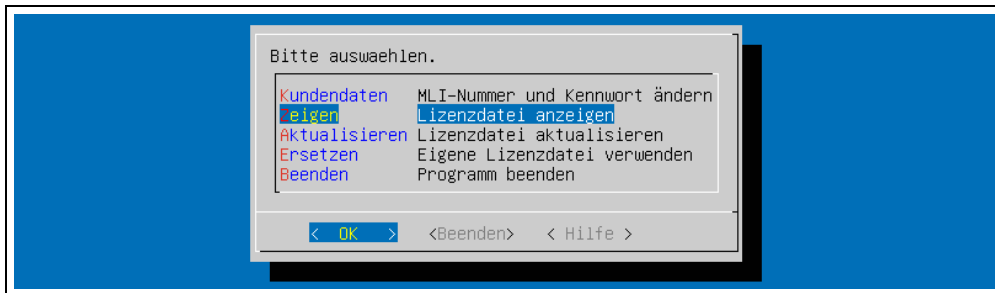 Bitte auswaehlen.
Kundendaten MLI-Nummer und Kennwort ändern
Zeigen Lizenzdatei anzeigen
Aktualisieren Lizenzdatei aktualisieren
Ersetzen Eigene Lizenzdatei verwenden
Beenden Programm beenden
< OK > <Beenden> < Hilfe >